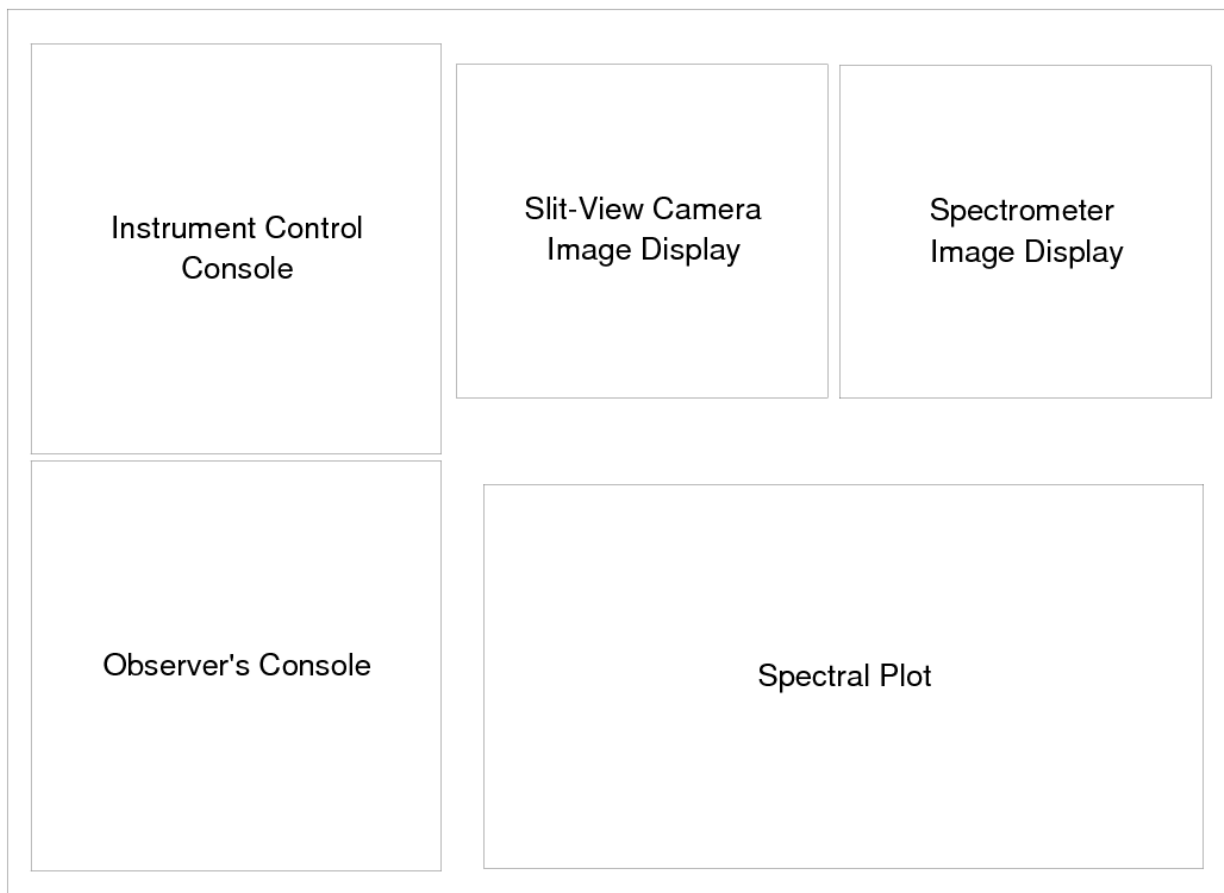 Instrument Control
Console
Slit-View Camera
Image Display
Spectrometer
Image Display
Observer's Console
Spectral Plot